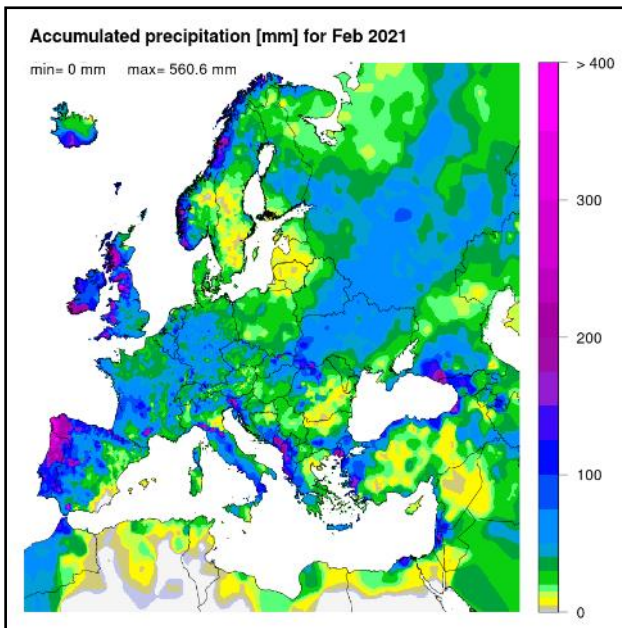 Accumulated precipitation [mm] for Feb 2021
min= 0 mm max= 560.6 mm
> 400
300
200
100
0